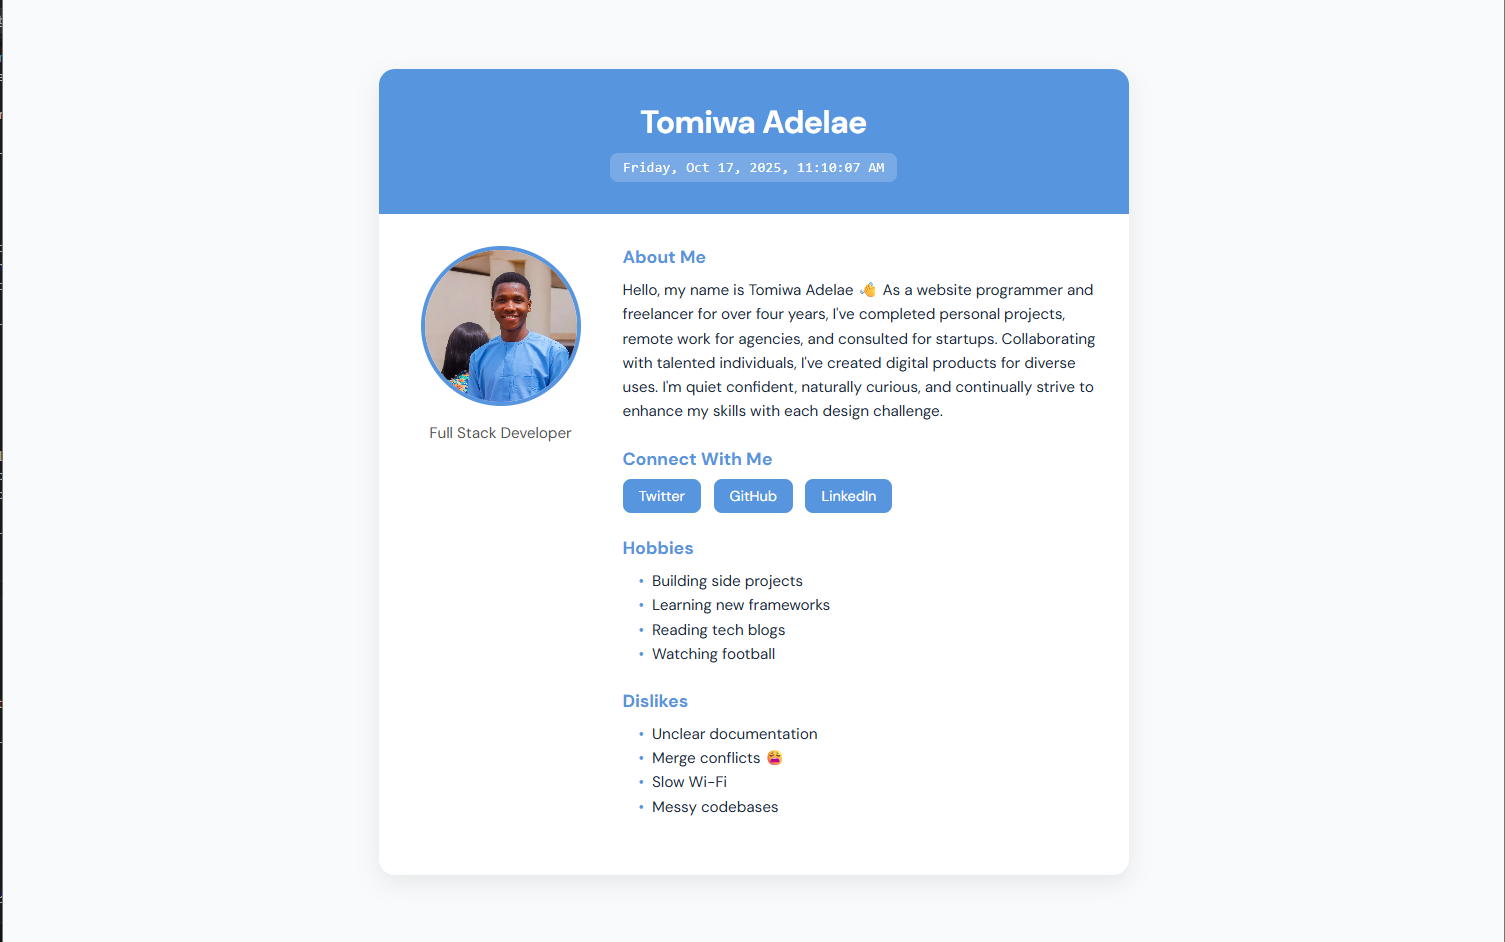 Tomiwa Adelae
Friday, Oct 17, 2025, 11:10:07 AM
Full Stack Developer
About Me
Hello, my name is Tomiwa Adelae 👋 As a website programmer and
freelancer for over four years, I've completed personal projects,
remote work for agencies, and consulted for startups. Collaborating
with talented individuals, I've created digital products for diverse
uses. I'm quiet confident, naturally curious, and continually strive to
enhance my skills with each design challenge.
Connect With Me
Twitter GitHub LinkedIn
Hobbies
• Building side projects
• Learning new frameworks
• Reading tech blogs
• Watching football
Dislikes
• Unclear documentation
• Merge conflicts 😫
• Slow Wi-Fi
• Messy codebases